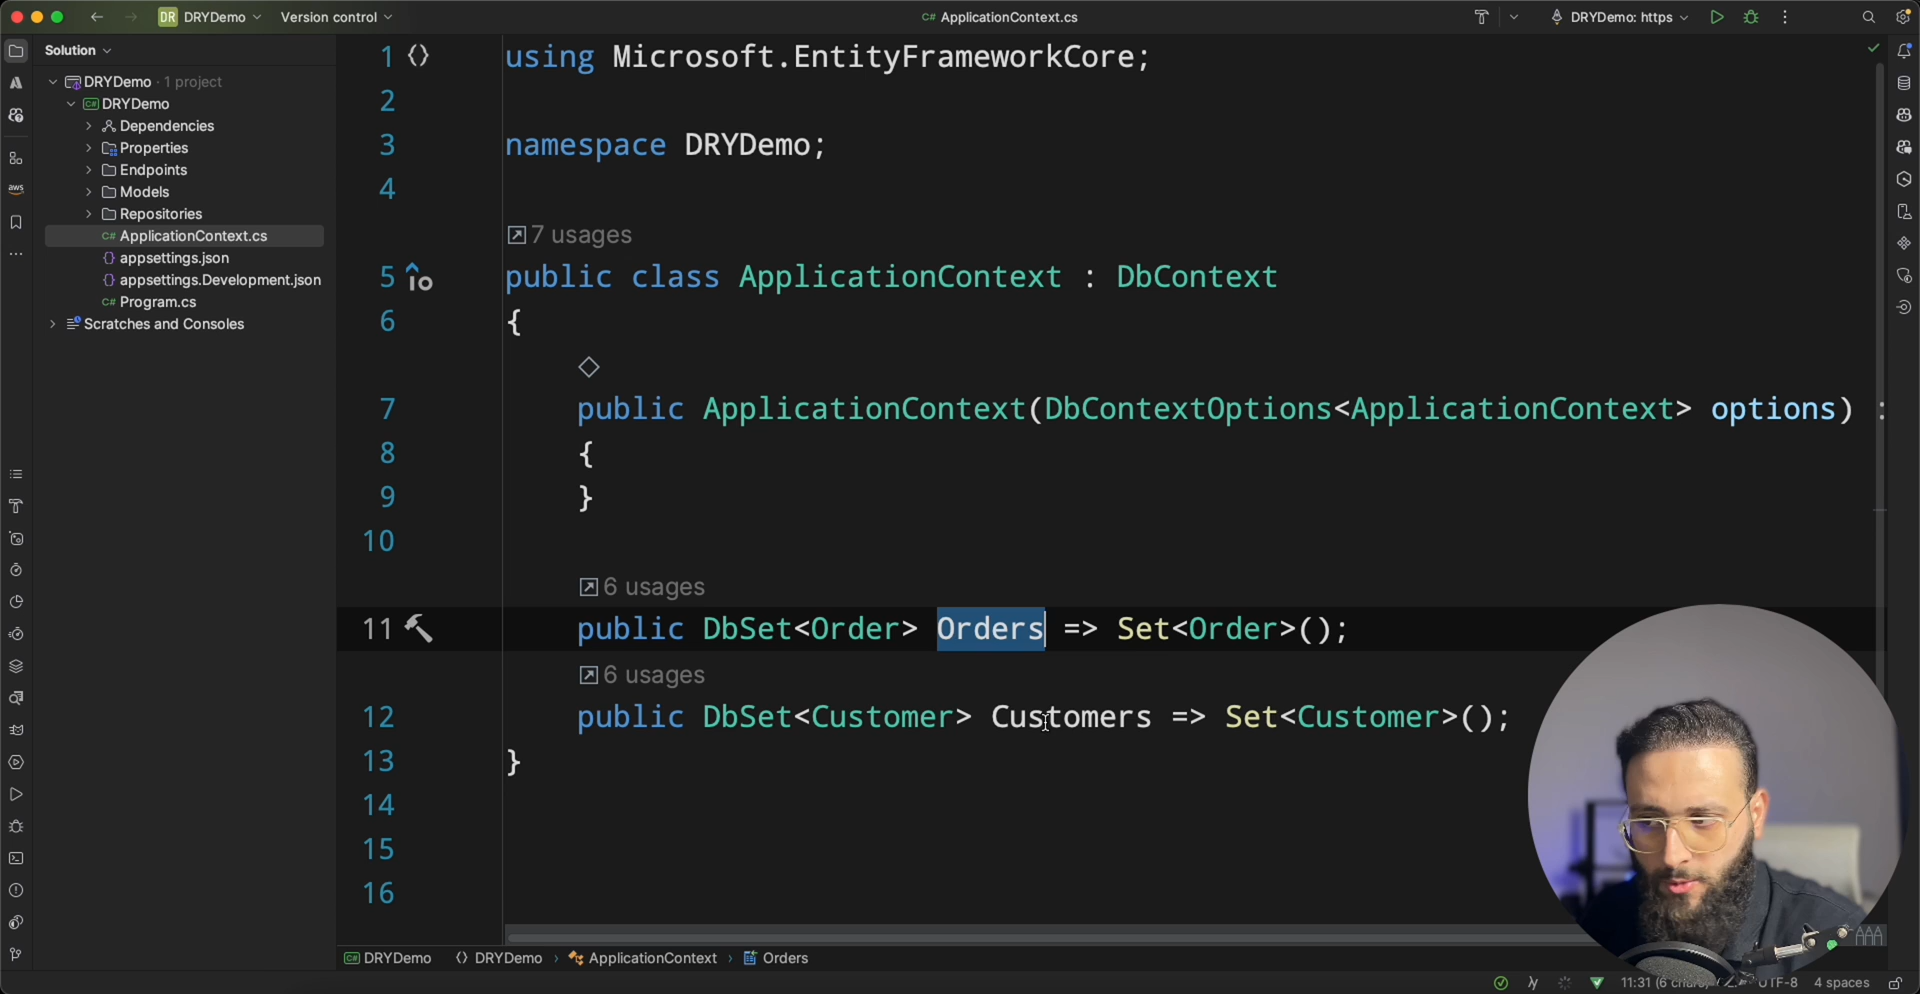 DR DRYDemo Version control
C# ApplicationContext.cs
DRYDemo: https
Solution
DRYDemo · 1 project
DRYDemo
Dependencies
Properties
Endpoints
Models
Repositories
C# ApplicationContext.cs
{} appsettings.json
{} appsettings.Development.json
C# Program.cs
Scratches and Consoles
aws
1 using Microsoft.EntityFrameworkCore;
2
3 namespace DRYDemo;
4
7 usages
5 public class ApplicationContext : DbContext
6 {
7 public ApplicationContext(DbContextOptions<ApplicationContext> options) :
8 {
9 }
10
6 usages
11 public DbSet<Order> Orders => Set<Order>();
6 usages
12 public DbSet<Customer> Customers => Set<Customer>();
13 }
14
15
16
C# DRYDemo DRYDemo › ApplicationContext › Orders
11:31 UTF-8 4 spaces